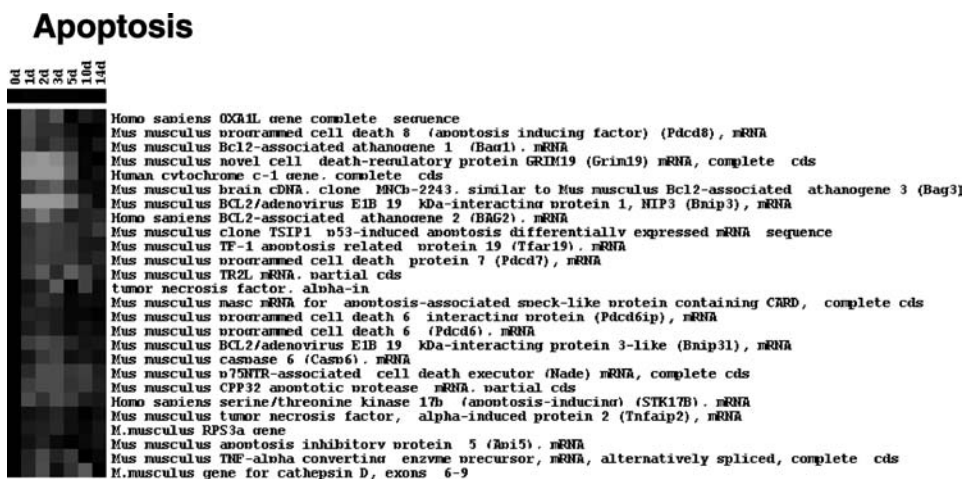 Apoptosis
0d 1d 2d 3d 5d 10d 14d
Homo sapiens OXA1L gene complete sequence
Mus musculus programmed cell death 8 (apoptosis inducing factor) (Pdcd8), mRNA
Mus musculus Bcl2-associated athanogene 1 (Bag1). mRNA
Mus musculus novel cell death-regulatory protein GRIM19 (Grim19) mRNA, complete cds
Human cytochrome c-1 gene. complete cds
Mus musculus brain cDNA. clone MNCb-2243. similar to Mus musculus Bcl2-associated athanogene 3 (Bag3)
Mus musculus BCL2/adenovirus E1B 19 kDa-interacting protein 1, NIP3 (Bnip3), mRNA
Homo sapiens BCL2-associated athanogene 2 (BAG2). mRNA
Mus musculus clone TSIP1 p53-induced apoptosis differentially expressed mRNA sequence
Mus musculus TF-1 apoptosis related protein 19 (Tfar19). mRNA
Mus musculus programmed cell death protein 7 (Pdcd7), mRNA
Mus musculus TR2L mRNA. partial cds
tumor necrosis factor. alpha-in
Mus musculus masc mRNA for apoptosis-associated speck-like protein containing CARD, complete cds
Mus musculus programmed cell death 6 interacting protein (Pdcd6ip), mRNA
Mus musculus programmed cell death 6 (Pdcd6). mRNA
Mus musculus BCL2/adenovirus E1B 19 kDa-interacting protein 3-like (Bnip3l), mRNA
Mus musculus caspase 6 (Casp6). mRNA
Mus musculus p75NTR-associated cell death executor (Nade) mRNA, complete cds
Mus musculus CPP32 apoptotic protease mRNA. partial cds
Homo sapiens serine/threonine kinase 17b (apoptosis-inducing) (STK17B). mRNA
Mus musculus tumor necrosis factor, alpha-induced protein 2 (Tnfaip2), mRNA
M.musculus RPS3a gene
Mus musculus apoptosis inhibitory protein 5 (Api5). mRNA
Mus musculus TNF-alpha converting enzyme precursor, mRNA, alternatively spliced, complete cds
M.musculus gene for cathepsin D, exons 6-9